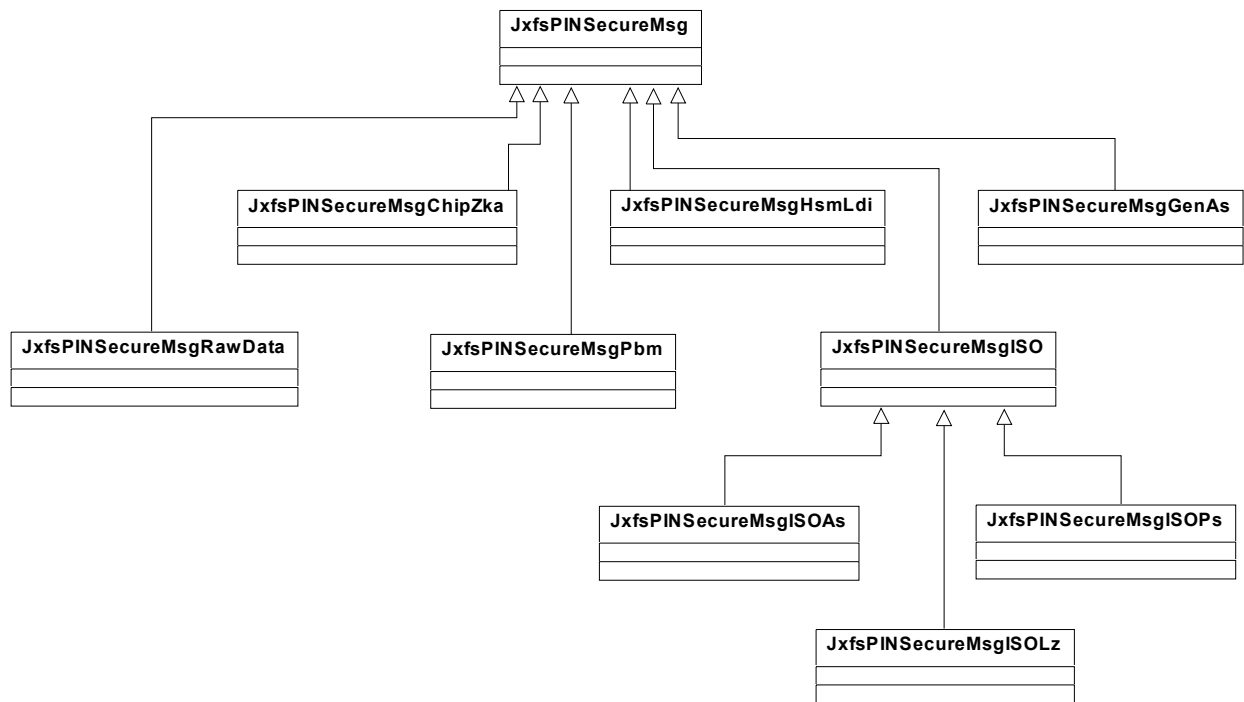 JxfsPINSecureMsg
JxfsPINSecureMsgChipZka
JxfsPINSecureMsgHsmLdi
JxfsPINSecureMsgGenAs
JxfsPINSecureMsgRawData
JxfsPINSecureMsgPbm
JxfsPINSecureMsgISO
JxfsPINSecureMsgISOAs
JxfsPINSecureMsgISOPs
JxfsPINSecureMsgISOLz